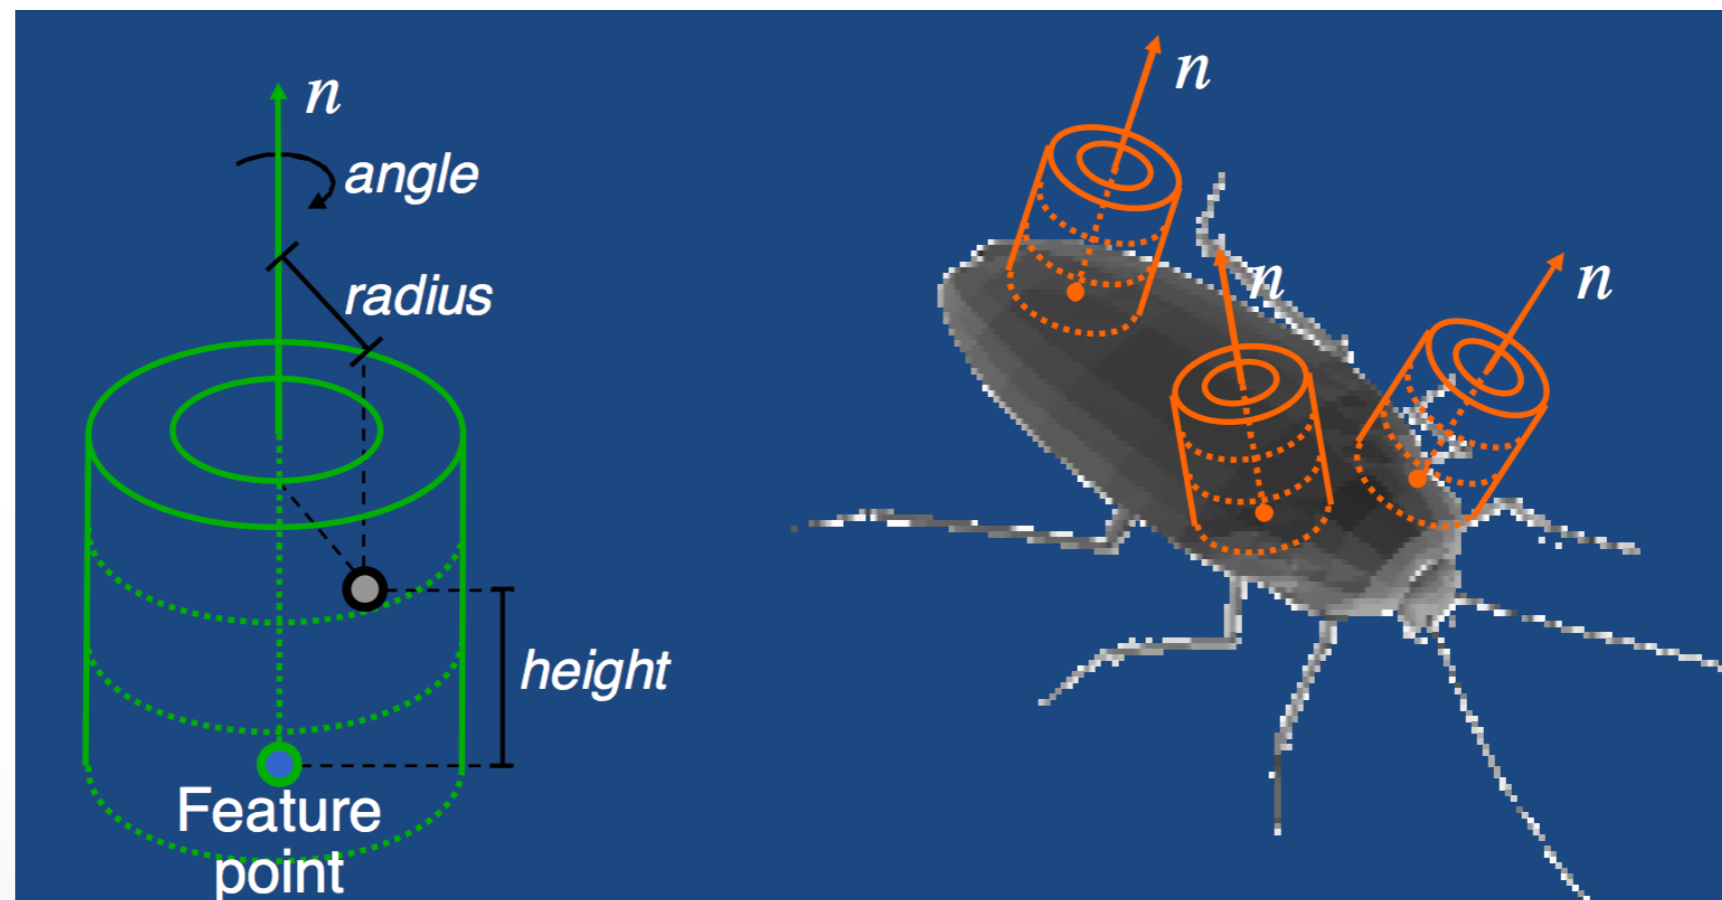 n
angle
radius
height
Feature
point
n
n
n